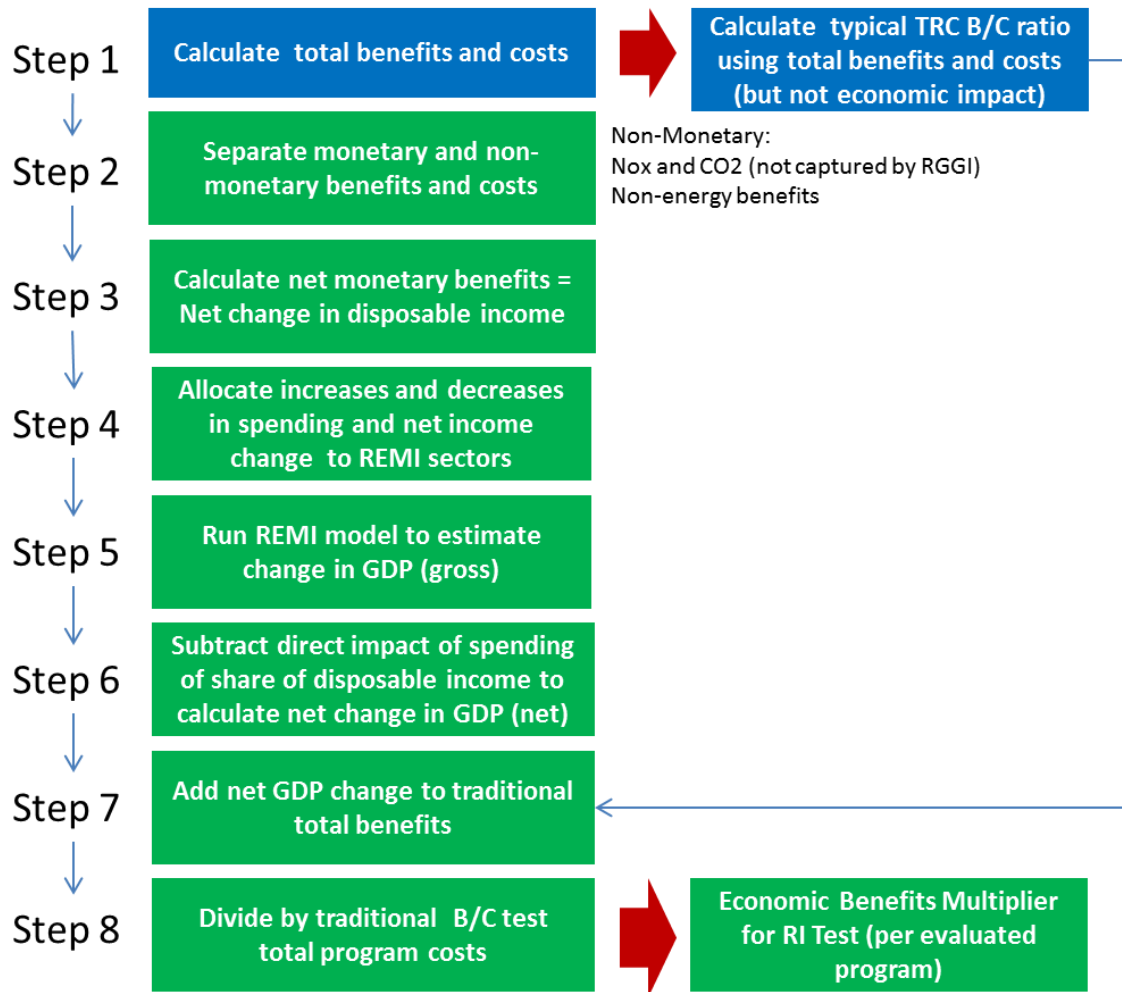 Step 1
Calculate total benefits and costs
Calculate typical TRC B/C ratio
using total benefits and costs
(but not economic impact)
Step 2
Separate monetary and non-
monetary benefits and costs
Non-Monetary:
Nox and CO2 (not captured by RGGI)
Non-energy benefits
Step 3
Calculate net monetary benefits =
Net change in disposable income
Step 4
Allocate increases and decreases
in spending and net income
change to REMI sectors
Step 5
Run REMI model to estimate
change in GDP (gross)
Step 6
Subtract direct impact of spending
of share of disposable income to
calculate net change in GDP (net)
Step 7
Add net GDP change to traditional
total benefits
Step 8
Divide by traditional B/C test
total program costs
Economic Benefits Multiplier
for RI Test (per evaluated
program)